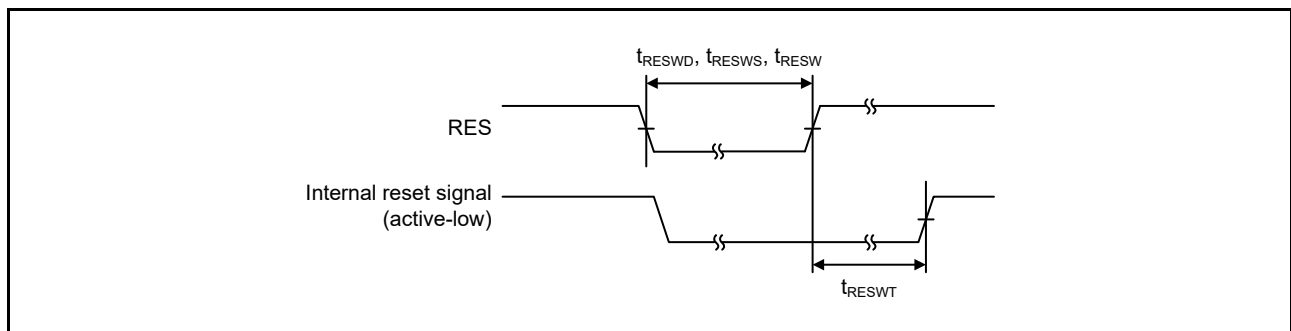 tRESWD, tRESWS, tRESW
RES
Internal reset signal
(active-low)
tRESWT